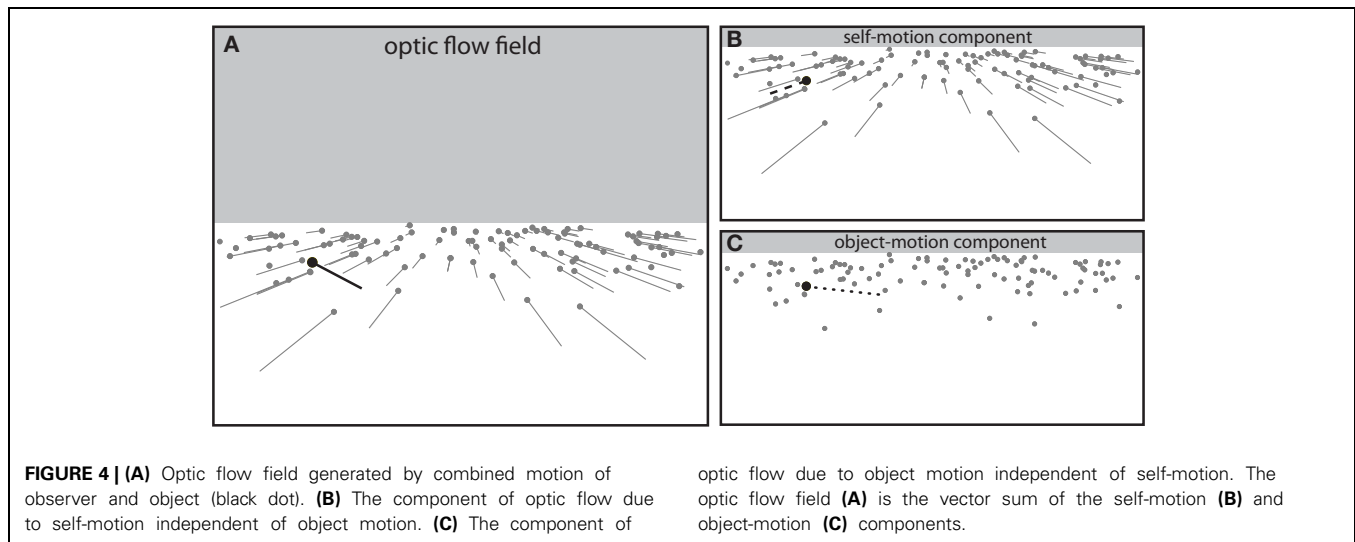 A
optic flow field
B
self-motion component
C
object-motion component
FIGURE 4 | (A) Optic flow field generated by combined motion of
observer and object (black dot). (B) The component of optic flow due
to self-motion independent of object motion. (C) The component of
optic flow due to object motion independent of self-motion. The
optic flow field (A) is the vector sum of the self-motion (B) and
object-motion (C) components.